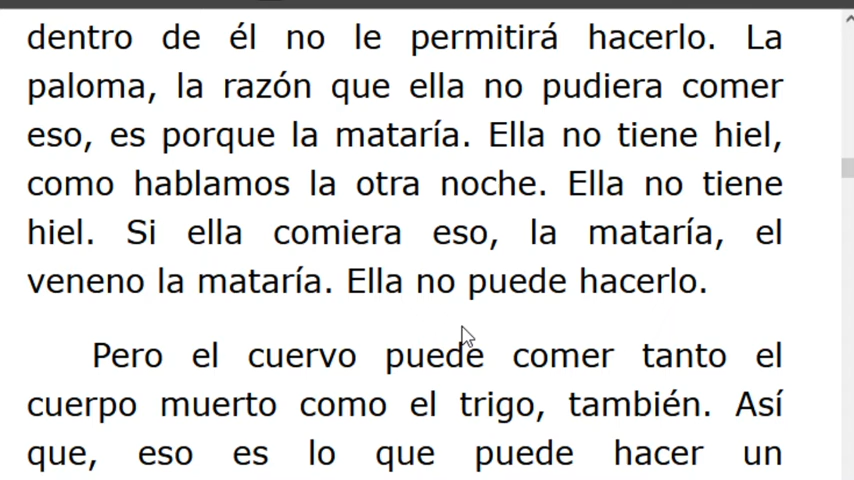 dentro de él no le permitirá hacerlo. La
paloma, la razón que ella no pudiera comer
eso, es porque la mataría. Ella no tiene hiel,
como hablamos la otra noche. Ella no tiene
hiel. Si ella comiera eso, la mataría, el
veneno la mataría. Ella no puede hacerlo.
Pero el cuervo puede comer tanto el
cuerpo muerto como el trigo, también. Así
que, eso es lo que puede hacer un